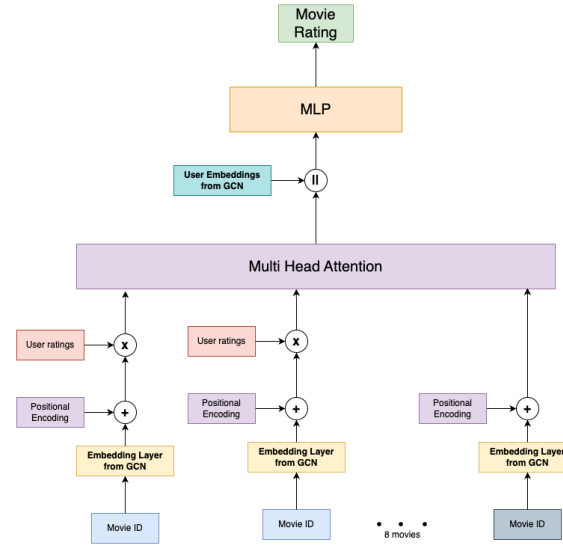 Movie
Rating
MLP
User Embeddings
from GCN
||
Multi Head Attention
User ratings
x
User ratings
x
Positional
Encoding
+
Positional
Encoding
+
Positional
Encoding
+
Embedding Layer
from GCN
Embedding Layer
from GCN
Embedding Layer
from GCN
Movie ID
Movie ID
8 movies
Movie ID